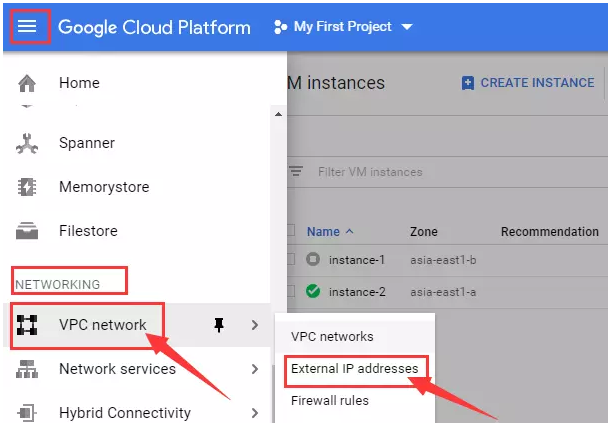 Google Cloud Platform My First Project
Home
Spanner
Memorystore
Filestore
NETWORKING
VPC network
Network services
Hybrid Connectivity
VPC networks
External IP addresses
Firewall rules
M instances CREATE INSTANCE
Filter VM instances
Name Zone Recommendation
instance-1 asia-east1-b
instance-2 asia-east1-a